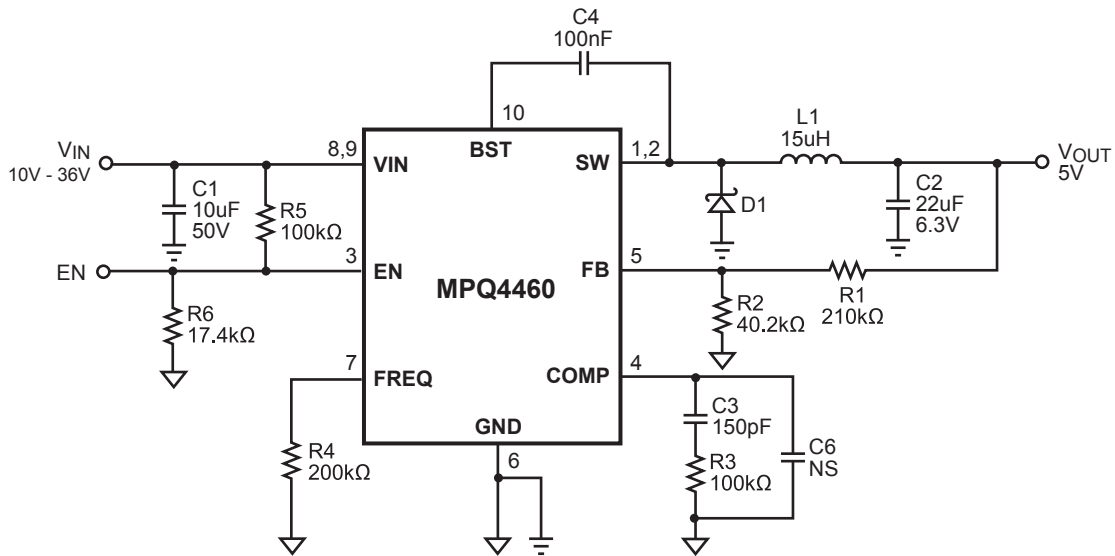 C4
100nF
10
BST
VIN
10V - 36V
8,9
VIN
SW
1,2
L1
15uH
VOUT
5V
C1
10uF
50V
R5
100kΩ
D1
C2
22uF
6.3V
EN
3
EN
MPQ4460
FB
5
R1
210kΩ
R2
40.2kΩ
R6
17.4kΩ
7
FREQ
COMP
4
GND
6
C3
150pF
R3
100kΩ
C6
NS
R4
200kΩ